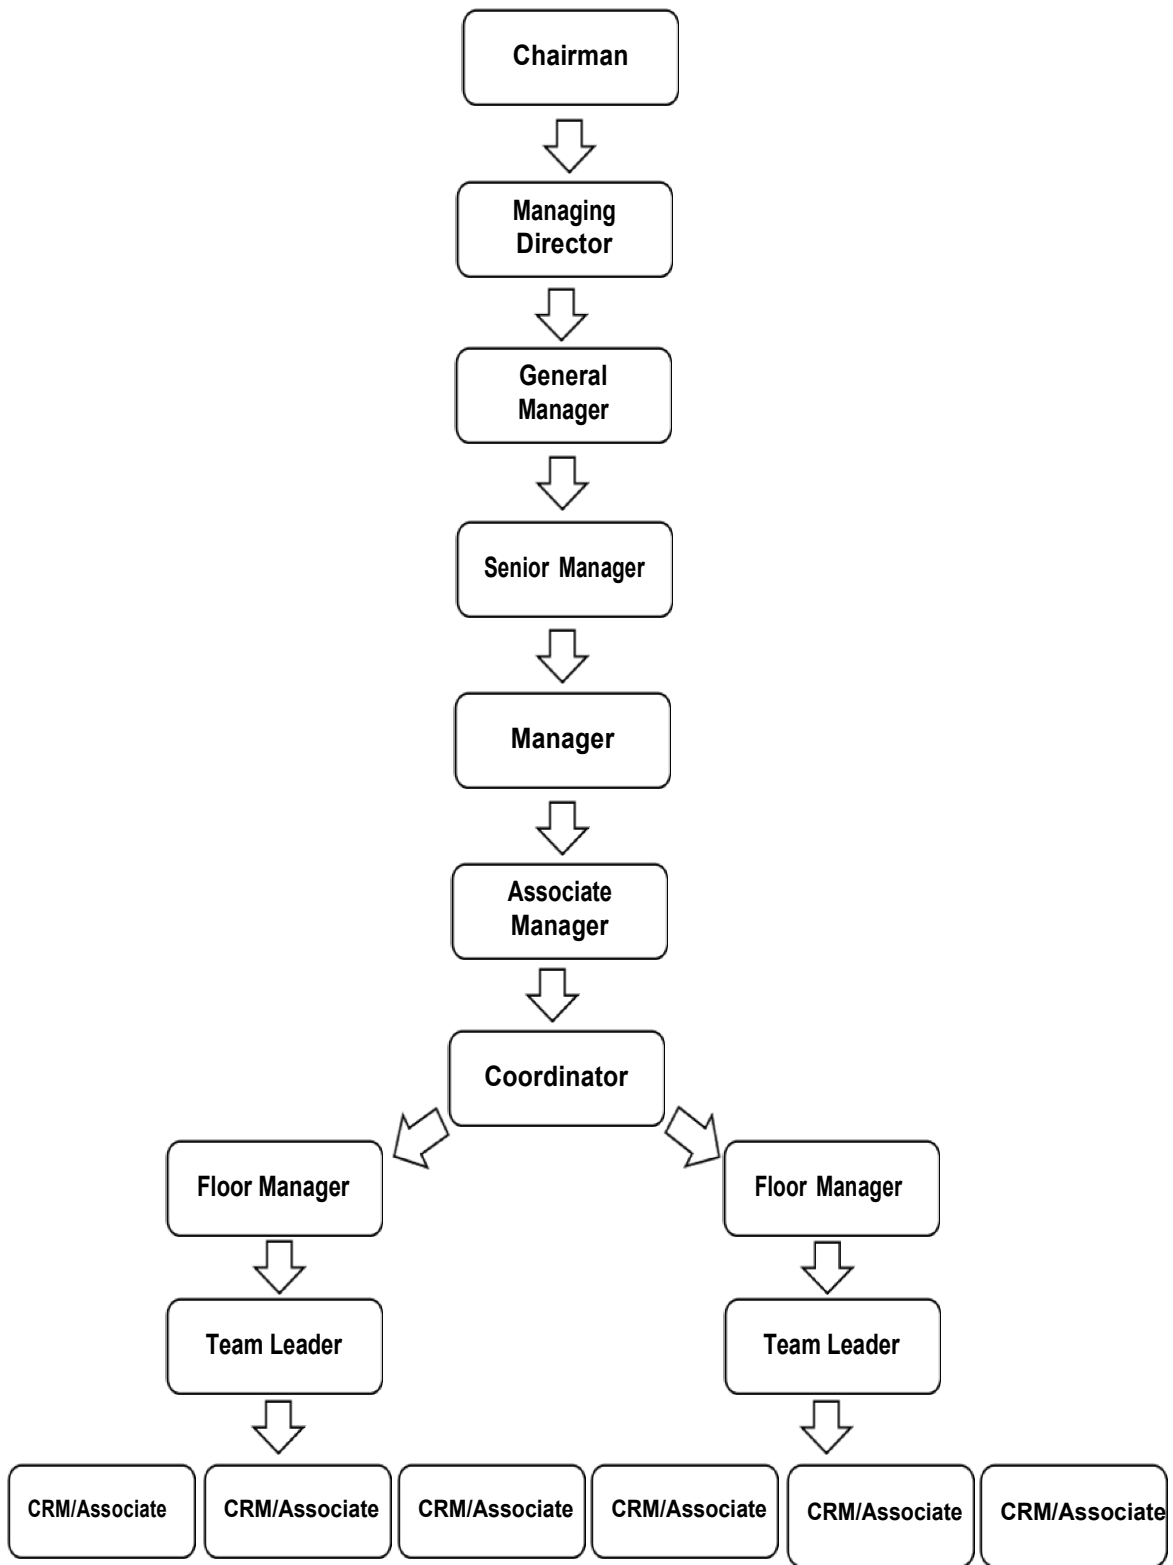 Chairman
Managing
Director
General
Manager
Senior Manager
Manager
Associate
Manager
Coordinator
Floor Manager
Floor Manager
Team Leader
Team Leader
CRM/Associate
CRM/Associate
CRM/Associate
CRM/Associate
CRM/Associate
CRM/Associate